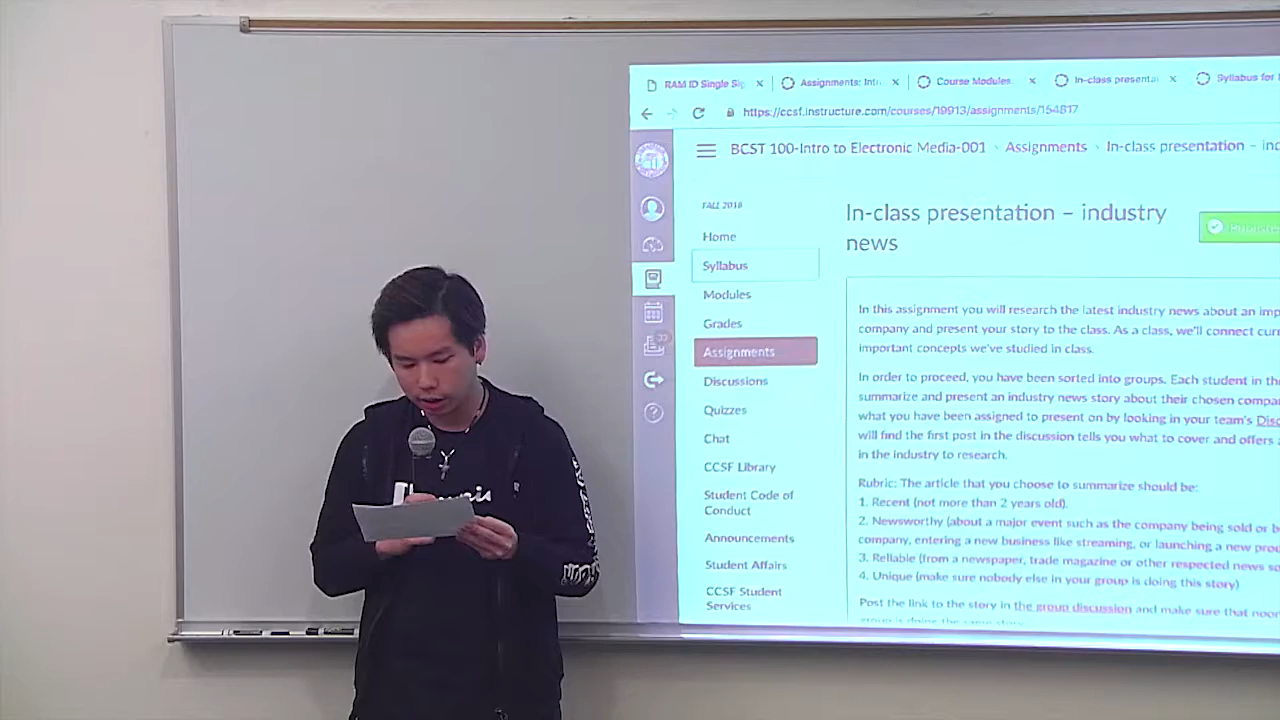 RAM ID Single Sig
Assignments: Intr
Course Modules
In-class presentat
Syllabus for
https://ccsf.instructure.com/courses/19913/assignments/154817
BCST 100-Intro to Electronic Media-001 › Assignments › In-class presentation – ind
FALL 2018
Home
Syllabus
Modules
Grades
Assignments
Discussions
Quizzes
Chat
CCSF Library
Student Code of
Conduct
Announcements
Student Affairs
CCSF Student
Services
In-class presentation – industry
news
In this assignment you will research the latest industry news about an imp
company and present your story to the class. As a class, we'll connect curr
important concepts we've studied in class.
In order to proceed, you have been sorted into groups. Each student in the
summarize and present an industry news story about their chosen compa
what you have been assigned to present on by looking in your team's Disc
will find the first post in the discussion tells you what to cover and offers a
in the industry to research.
Rubric: The article that you choose to summarize should be:
1. Recent (not more than 2 years old).
2. Newsworthy (about a major event such as the company being sold or b
company, entering a new business like streaming, or launching a new prod
3. Reliable (from a newspaper, trade magazine or other respected news so
4. Unique (make sure nobody else in your group is doing this story)
Post the link to the story in the group discussion and make sure that noon
group is doing the same story